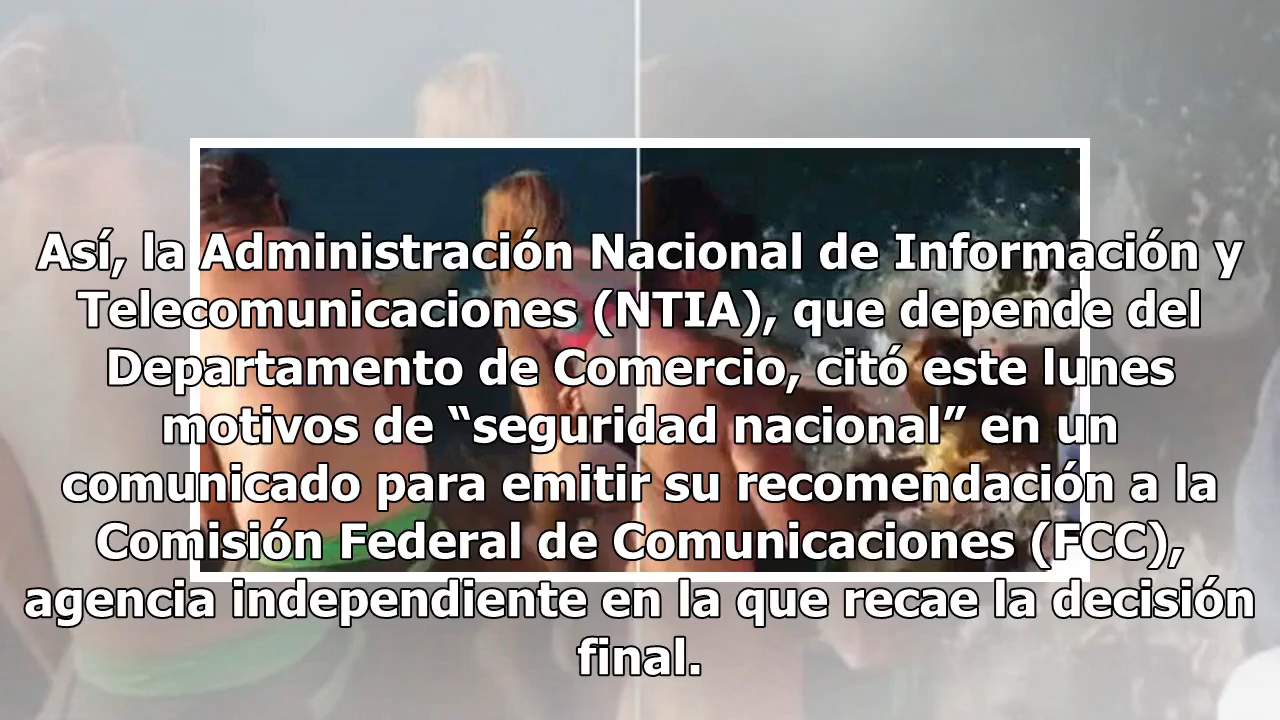 Así, la Administración Nacional de Información y
Telecomunicaciones (NTIA), que depende del
Departamento de Comercio, citó este lunes
motivos de “seguridad nacional” en un
comunicado para emitir su recomendación a la
Comisión Federal de Comunicaciones (FCC),
agencia independiente en la que recae la decisión
final.